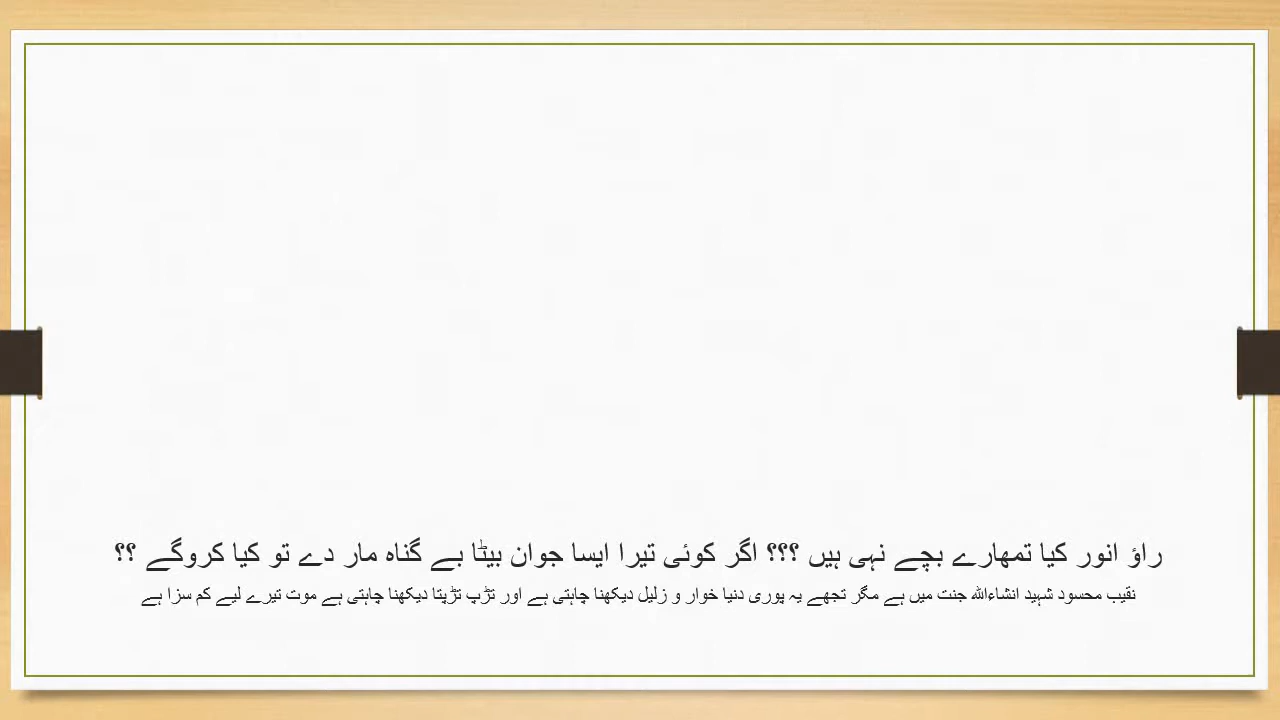 راؤ انور کیا تمھارے بچے نہی ہیں ؟؟؟ اگر کوئی تیرا ایسا جوان بیٹا بے گناہ مار دے تو کیا کروگے ؟؟
نقیب محسود شہید انشاءاللہ جنت میں ہے مگر تجھے یہ پوری دنیا خوار و زلیل دیکھنا چاہتی ہے اور تڑپ تڑپتا دیکھنا چاہتی ہے موت تیرے لیے کم سزا ہے